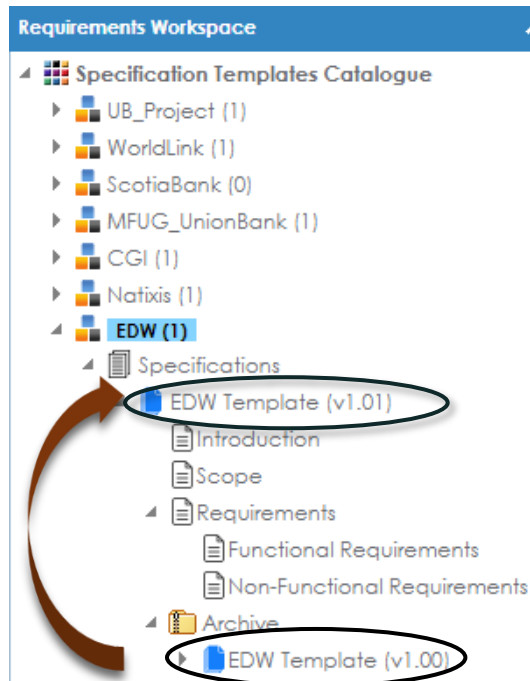 Requirements Workspace
Specification Templates Catalogue
UB_Project (1)
WorldLink (1)
ScotiaBank (0)
MFUG_UnionBank (1)
CGI (1)
Natixis (1)
EDW (1)
Specifications
EDW Template (v1.01)
Introduction
Scope
Requirements
Functional Requirements
Non-Functional Requirements
Archive
EDW Template (v1.00)